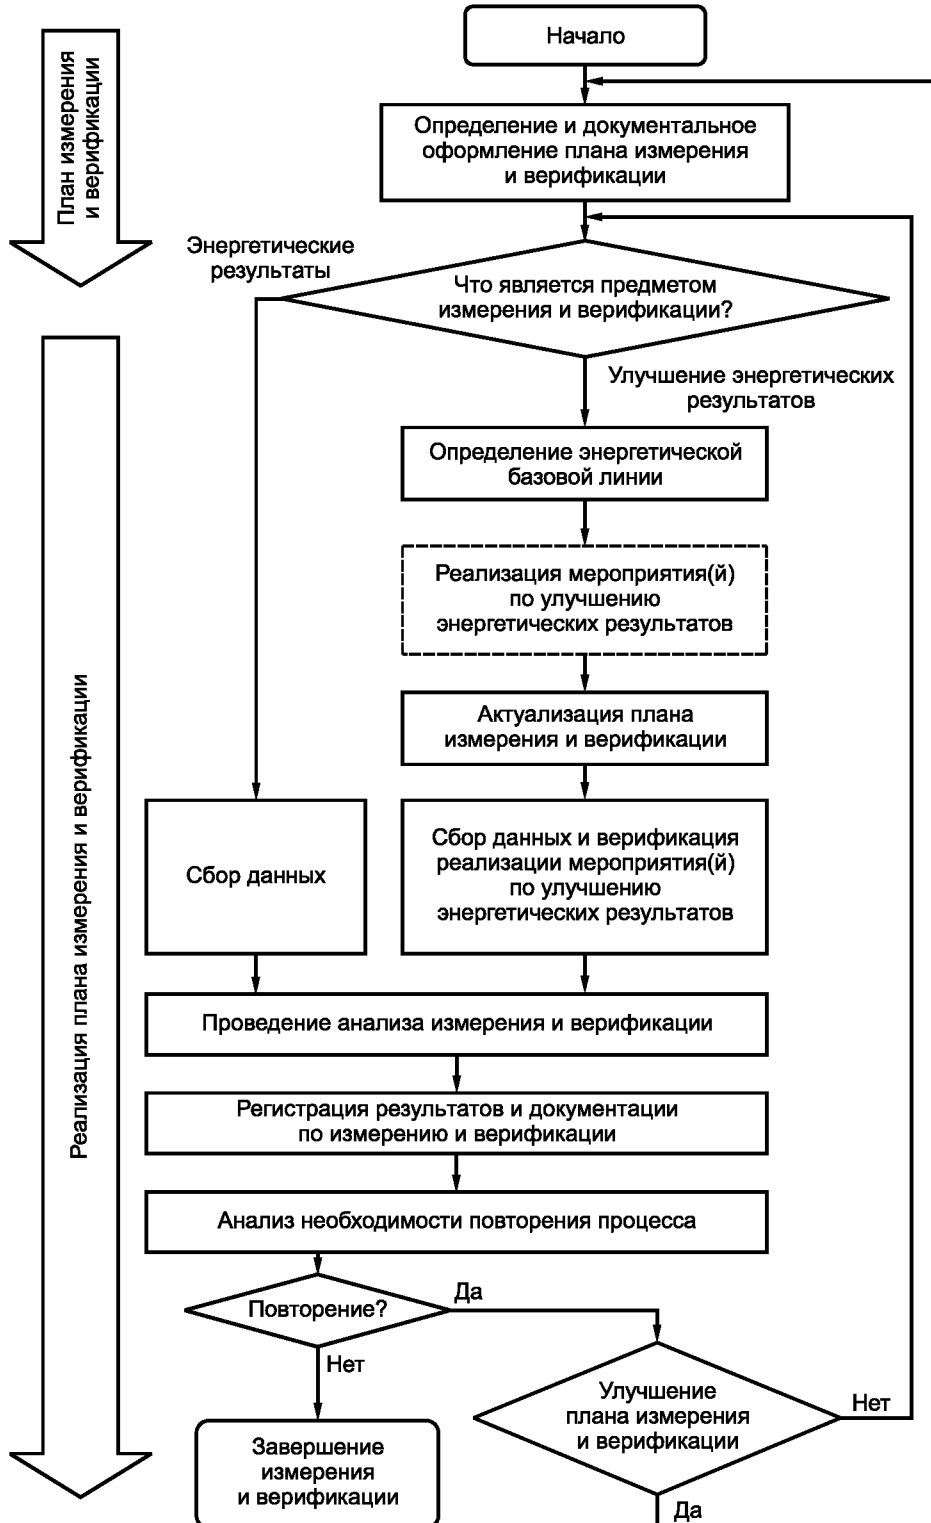 План измерения
и верификации
Начало
Определение и документальное
оформление плана измерения
и верификации
Энергетические
результаты
Что является предметом
измерения и верификации?
Улучшение энергетических
результатов
Определение энергетической
базовой линии
Реализация мероприятия(й)
по улучшению
энергетических результатов
Актуализация плана
измерения и верификации
Реализация плана измерения и верификации
Сбор данных
Сбор данных и верификация
реализации мероприятия(й)
по улучшению
энергетических результатов
Проведение анализа измерения и верификации
Регистрация результатов и документации
по измерению и верификации
Анализ необходимости повторения процесса
Повторение?
Да
Нет
Улучшение
плана измерения
и верификации
Нет
Завершение
измерения
и верификации
Да